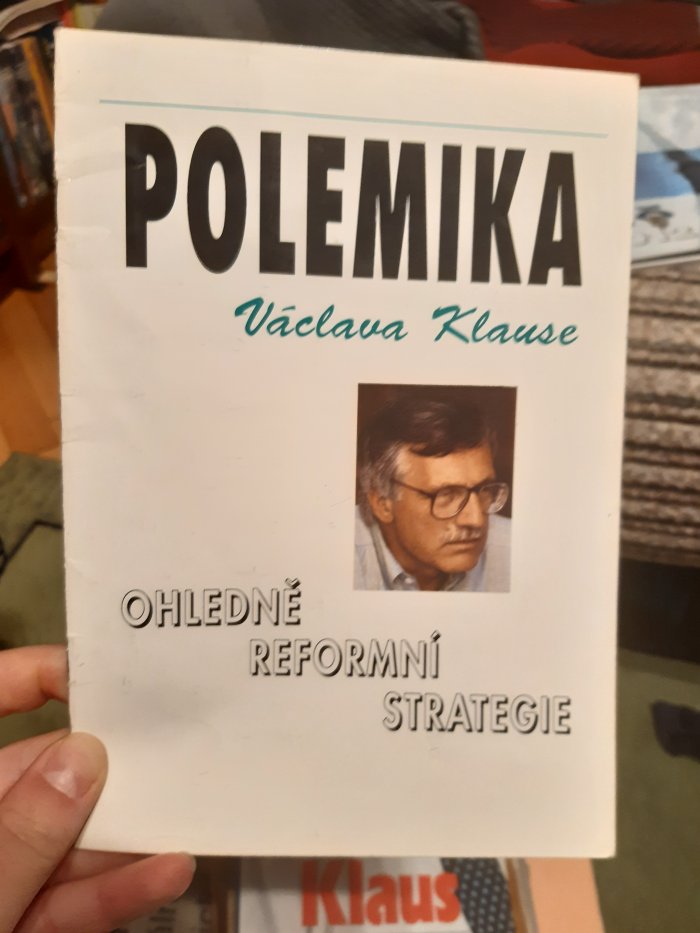 POLEMIKA
Václava Klause
OHLEDNĚ
REFORMNÍ
STRATEGIE
Klaus